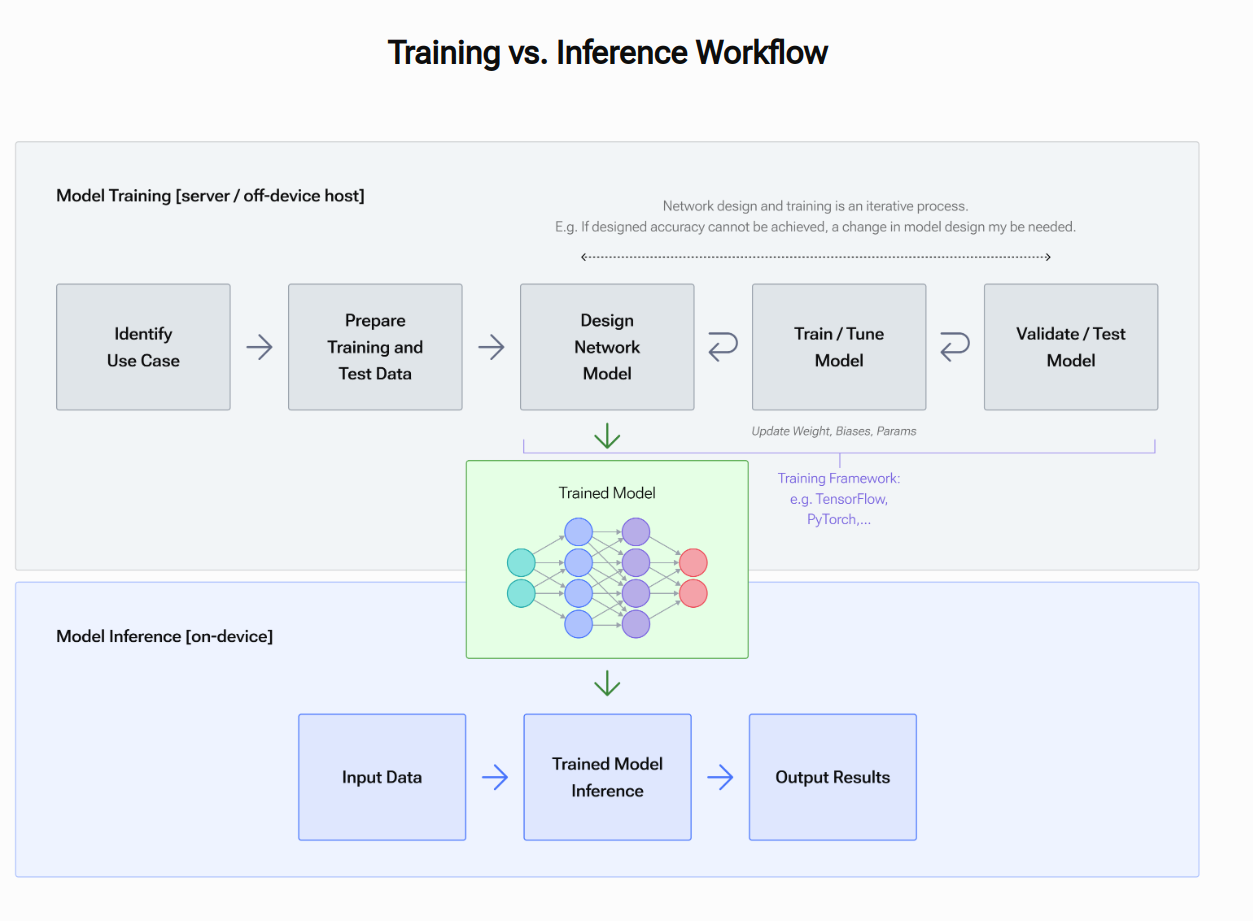 Training vs. Inference Workflow
Model Training [server / off-device host]
Network design and training is an iterative process.
E.g. If designed accuracy cannot be achieved, a change in model design my be needed.
Identify
Use Case
Prepare
Training and
Test Data
Design
Network
Model
Train / Tune
Model
Validate / Test
Model
Update Weight, Biases, Params
Training Framework:
e.g. TensorFlow,
PyTorch,...
Trained Model
Model Inference [on-device]
Input Data
Trained Model
Inference
Output Results